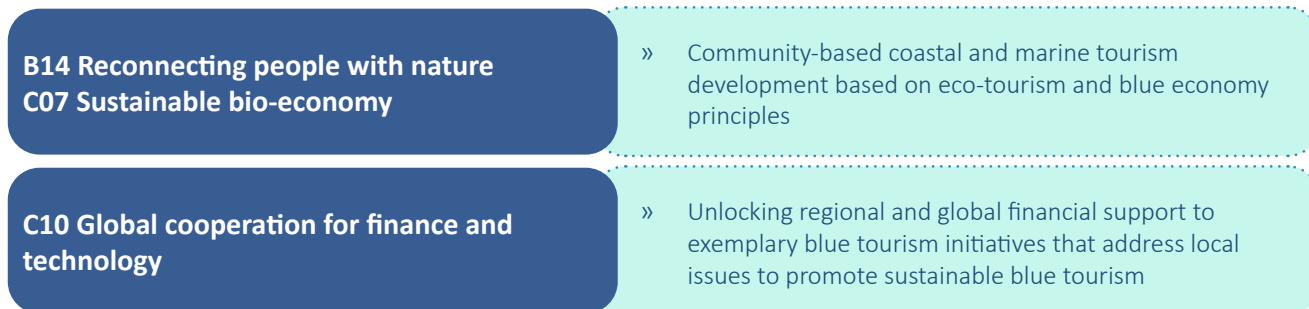 B14 Reconnecting people with nature
C07 Sustainable bio-economy
» Community-based coastal and marine tourism
development based on eco-tourism and blue economy
principles
C10 Global cooperation for finance and
technology
» Unlocking regional and global financial support to
exemplary blue tourism initiatives that address local
issues to promote sustainable blue tourism